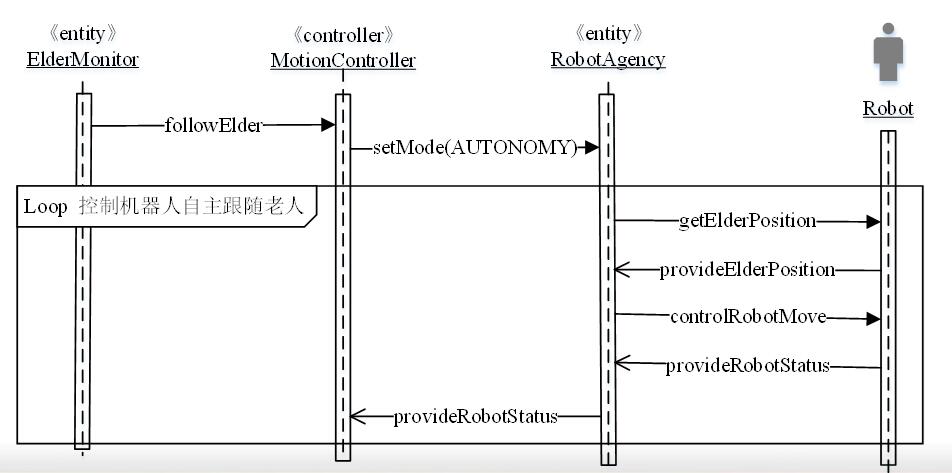 《entity》
ElderMonitor
《controller》
MotionController
《entity》
RobotAgency
Robot
followElder
setMode(AUTONOMY)
Loop 控制机器人自主跟随老人
getElderPosition
provideElderPosition
controlRobotMove
provideRobotStatus
provideRobotStatus